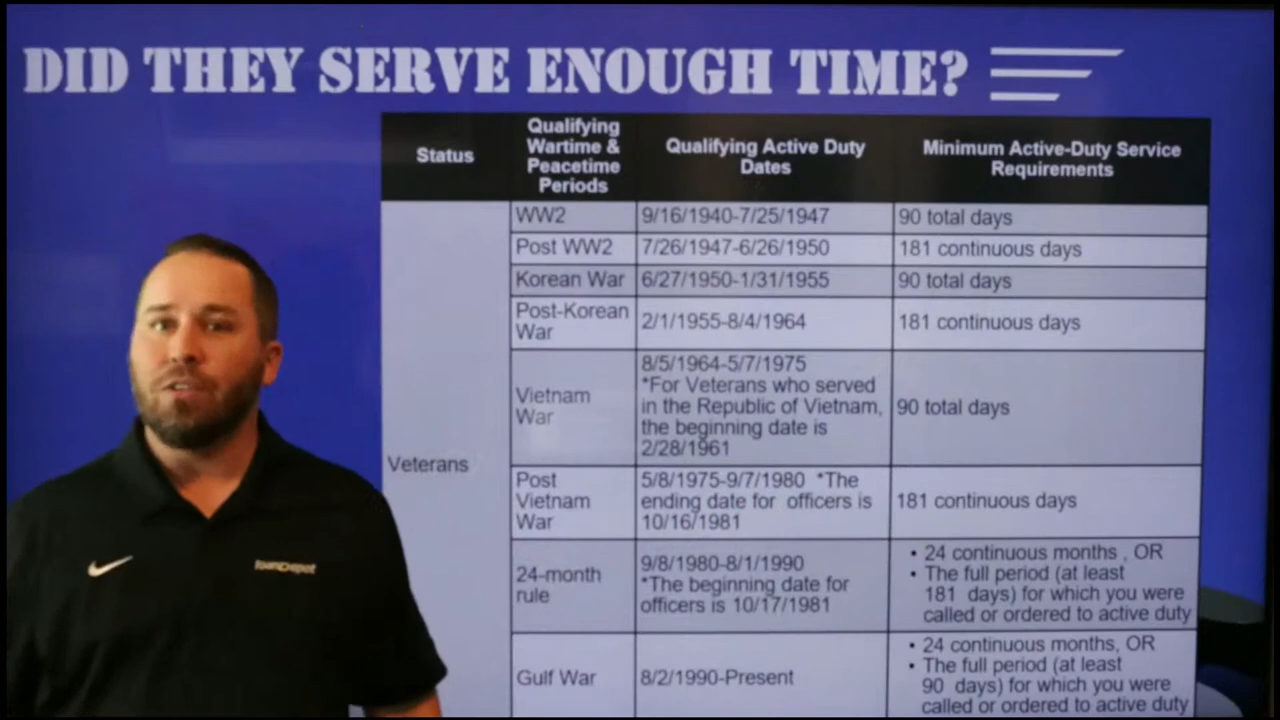 DID THEY SERVE ENOUGH TIME?
Status
Qualifying
Wartime &
Peacetime
Periods
Qualifying Active Duty
Dates
Minimum Active-Duty Service
Requirements
Veterans
WW2
9/16/1940-7/25/1947
90 total days
Post WW2
7/26/1947-6/26/1950
181 continuous days
Korean War
6/27/1950-1/31/1955
90 total days
Post-Korean
War
2/1/1955-8/4/1964
181 continuous days
Vietnam
War
8/5/1964-5/7/1975
*For Veterans who served
in the Republic of Vietnam,
the beginning date is
2/28/1961
90 total days
Post
Vietnam
War
5/8/1975-9/7/1980 *The
ending date for officers is
10/16/1981
181 continuous days
24-month
rule
9/8/1980-8/1/1990
*The beginning date for
officers is 10/17/1981
• 24 continuous months , OR
• The full period (at least
181 days) for which you were
called or ordered to active duty
Gulf War
8/2/1990-Present
• 24 continuous months, OR
• The full period (at least
90 days) for which you were
called or ordered to active duty
loanDepot